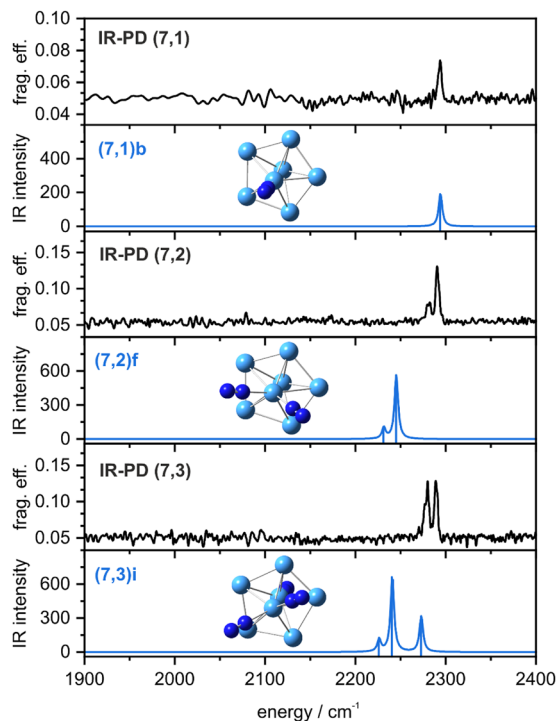 0.10
0.08
0.06
0.04
frag. eff.
IR-PD (7,1)
400
200
0
IR intensity
(7,1)b
0.15
0.10
0.05
frag. eff.
IR-PD (7,2)
600
300
0
IR intensity
(7,2)f
0.15
0.10
0.05
frag. eff.
IR-PD (7,3)
600
300
0
IR intensity
(7,3)i
1900 2000 2100 2200 2300 2400
energy / cm⁻¹